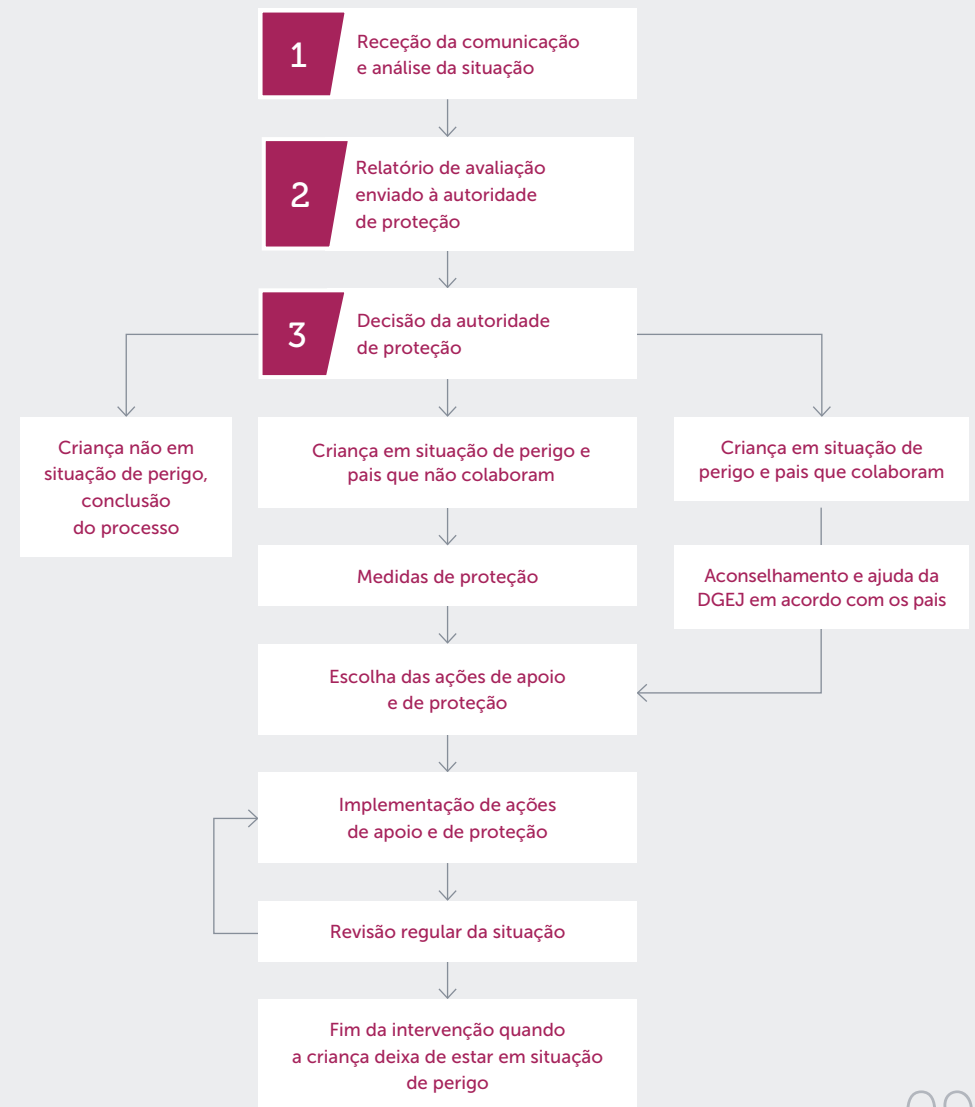 1
Receção da comunicação
e análise da situação
2
Relatório de avaliação
enviado à autoridade
de proteção
3
Decisão da autoridade
de proteção
Criança não em
situação de perigo,
conclusão
do processo
Criança em situação de perigo e
pais que não colaboram
Criança em situação de
perigo e pais que colaboram
Medidas de proteção
Aconselhamento e ajuda da
DGEJ em acordo com os pais
Escolha das ações de apoio
e de proteção
Implementação de ações
de apoio e de proteção
Revisão regular da situação
Fim da intervenção quando
a criança deixa de estar em situação
de perigo